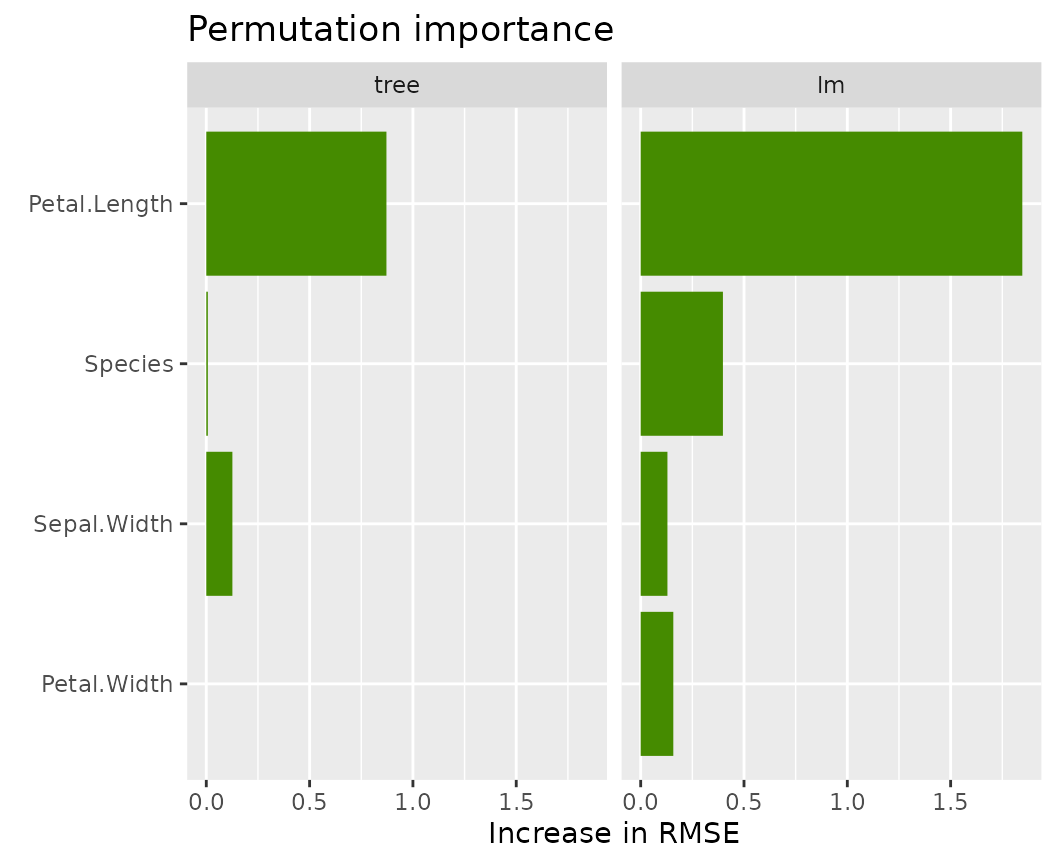 Permutation importance
tree lm
Petal.Length
Species
Sepal.Width
Petal.Width
0.0 0.5 1.0 1.5 0.0 0.5 1.0 1.5
Increase in RMSE